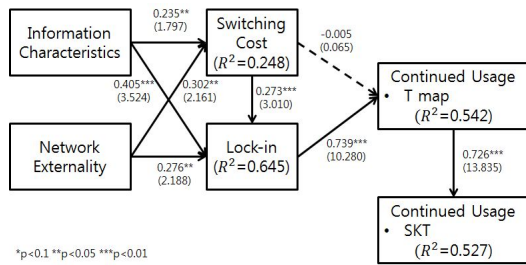 Information
Characteristics
0.235**
(1.797)
Switching
Cost
(R²=0.248)
-0.005
(0.065)
0.405***
(3.524)
0.302**
(2.161)
0.273***
(3.010)
Continued Usage
• T map
(R²=0.542)
Network
Externality
0.276**
(2.188)
Lock-in
(R²=0.645)
0.739***
(10.280)
0.726***
(13.835)
Continued Usage
• SKT
(R²=0.527)
*p<0.1 **p<0.05 ***p<0.01